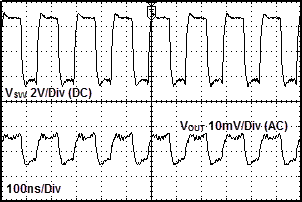 VSW 2V/Div (DC)
VOUT 10mV/Div (AC)
100ns/Div